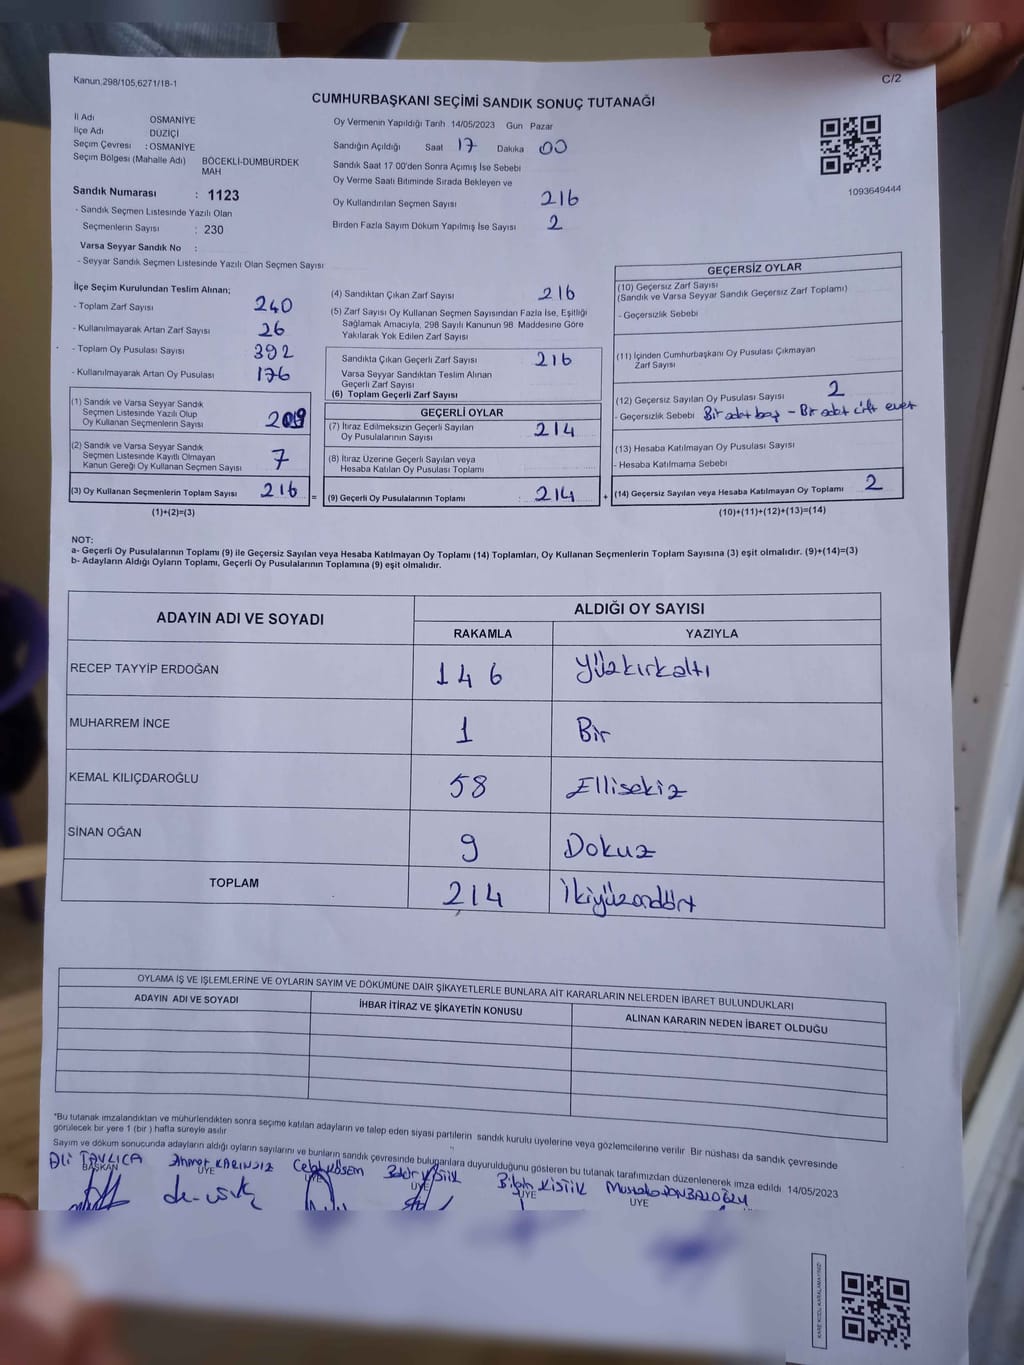 Kanun.298/105,6271/18-1
C/2
CUMHURBAŞKANI SEÇİMİ SANDIK SONUÇ TUTANAĞI
İl Adı OSMANİYE
İlçe Adı DÜZİÇİ
Seçim Çevresi : OSMANİYE
Seçim Bölgesi (Mahalle Adı) BÖCEKLİ-DUMBURDEK MAH
Sandık Numarası : 1123
- Sandık Seçmen Listesinde Yazılı Olan
Seçmenlerin Sayısı : 230
Varsa Seyyar Sandık No :
- Seyyar Sandık Seçmen Listesinde Yazılı Olan Seçmen Sayısı
Oy Vermenin Yapıldığı Tarih 14/05/2023 Gün Pazar
Sandığın Açıldığı Saat 17 Dakika 00
Sandık Saat 17 00'den Sonra Açılmış İse Sebebi
Oy Verme Saati Bitiminde Sırada Bekleyen ve
Oy Kullandırılan Seçmen Sayısı 216
Birden Fazla Sayım Döküm Yapılmış İse Sayısı 2
1093649444
İlçe Seçim Kurulundan Teslim Alınan;
- Toplam Zarf Sayısı 240
- Kullanılmayarak Artan Zarf Sayısı 26
- Toplam Oy Pusulası Sayısı 392
- Kullanılmayarak Artan Oy Pusulası 176
(1) Sandık ve Varsa Seyyar Sandık
Seçmen Listesinde Yazılı Olup
Oy Kullanan Seçmenlerin Sayısı 209
(2) Sandık ve Varsa Seyyar Sandık
Seçmen Listesinde Kayıtlı Olmayan
Kanun Gereği Oy Kullanan Seçmen Sayısı 7
(3) Oy Kullanan Seçmenlerin Toplam Sayısı 216 =
(1)+(2)=(3)
(4) Sandıktan Çıkan Zarf Sayısı 216
(5) Zarf Sayısı Oy Kullanan Seçmen Sayısından Fazla İse, Eşitliği
Sağlamak Amacıyla, 298 Sayılı Kanunun 98. Maddesine Göre
Yakılarak Yok Edilen Zarf Sayısı
Sandıkta Çıkan Geçerli Zarf Sayısı 216
Varsa Seyyar Sandıktan Teslim Alınan
Geçerli Zarf Sayısı
(6) Toplam Geçerli Zarf Sayısı
GEÇERLİ OYLAR
(7) İtiraz Edilmeksizin Geçerli Sayılan
Oy Pusulalarının Sayısı 214
(8) İtiraz Üzerine Geçerli Sayılan veya
Hesaba Katılan Oy Pusulası Toplamı
(9) Geçerli Oy Pusulalarının Toplamı : 214 +
GEÇERSİZ OYLAR
(10) Geçersiz Zarf Sayısı
(Sandık ve Varsa Seyyar Sandık Geçersiz Zarf Toplamı)
- Geçersizlik Sebebi
(11) İçinden Cumhurbaşkanı Oy Pusulası Çıkmayan
Zarf Sayısı
(12) Geçersiz Sayılan Oy Pusulası Sayısı 2
- Geçersizlik Sebebi Bir adet boş - Bir adet çift evet
(13) Hesaba Katılmayan Oy Pusulası Sayısı
- Hesaba Katılmama Sebebi
(14) Geçersiz Sayılan veya Hesaba Katılmayan Oy Toplamı 2
(10)+(11)+(12)+(13)=(14)
NOT:
a- Geçerli Oy Pusulalarının Toplamı (9) ile Geçersiz Sayılan veya Hesaba Katılmayan Oy Toplamı (14) Toplamları, Oy Kullanan Seçmenlerin Toplam Sayısına (3) eşit olmalıdır. (9)+(14)=(3)
b- Adayların Aldığı Oyların Toplamı, Geçerli Oy Pusulalarının Toplamına (9) eşit olmalıdır.
ADAYIN ADI VE SOYADI ALDIĞI OY SAYISI
RAKAMLA YAZIYLA
RECEP TAYYİP ERDOĞAN 146 Yüzkırkaltı
MUHARREM İNCE 1 Bir
KEMAL KILIÇDAROĞLU 58 Ellisekiz
SİNAN OĞAN 9 Dokuz
TOPLAM 214 İkiyüzondört
OYLAMA İŞ VE İŞLEMLERİNE VE OYLARIN SAYIM VE DÖKÜMÜNE DAİR ŞİKAYETLERLE BUNLARA AİT KARARLARIN NELERDEN İBARET BULUNDUKLARI
ADAYIN ADI VE SOYADI İHBAR İTİRAZ VE ŞİKAYETİN KONUSU ALINAN KARARIN NEDEN İBARET OLDUĞU
*Bu tutanak imzalandıktan ve mühürlendikten sonra seçime katılan adayların ve talep eden siyasi partilerin sandık kurulu üyelerine veya gözlemcilerine verilir Bir nüshası da sandık çevresinde
görülecek bir yere 1 (bir ) hafta süreyle asılır
Sayım ve döküm sonucunda adayların aldığı oyların sayılarını ve bunların sandık çevresinde bulunanlara duyurulduğunu gösteren bu tutanak tarafımızdan düzenlenerek imza edildi 14/05/2023
Ali TAVLICA Ahmet KARINSIZ Celal KÖSEN Bilgin KISTIK
BAŞKAN ÜYE ÜYE ÜYE ÜYE ÜYE
KARE KODU KARALAMAYINIZ!